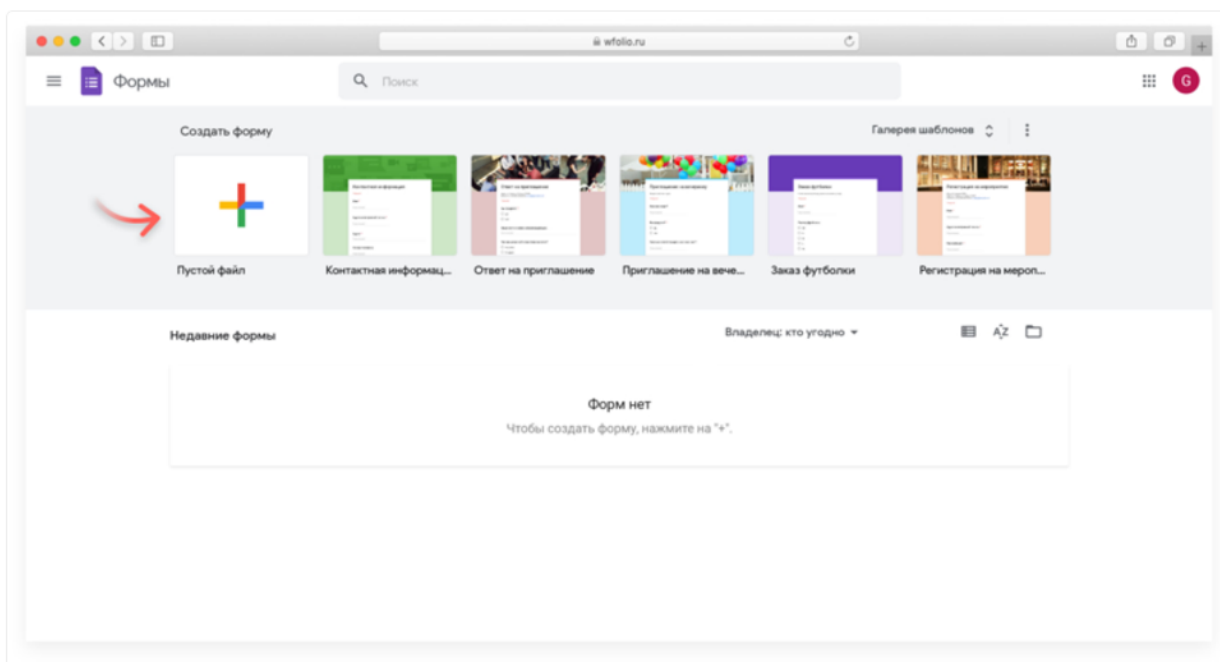 wfolio.ru
Формы
Поиск
G
Создать форму
Галерея шаблонов
Пустой файл
Контактная информац...
Ответ на приглашение
Приглашение на вече...
Заказ футболки
Регистрация на мероп...
Недавние формы
Владелец: кто угодно
AZ
Форм нет
Чтобы создать форму, нажмите на "+".